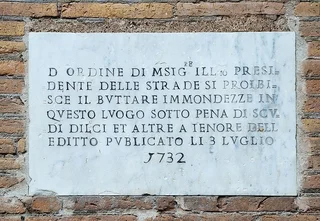 D ORDINE DI MSIG.RE ILL.MO PRESI=
DENTE DELLE STRADE SI PROIBI=
SCE IL BUTTARE IMMONDEZZE IN
QUESTO LUOGO SOTTO PENA DI SCU.
DI DIECI ET ALTRE A TENORE DELL
EDITTO PUBLICATO LI 3 LUGLIO
1732